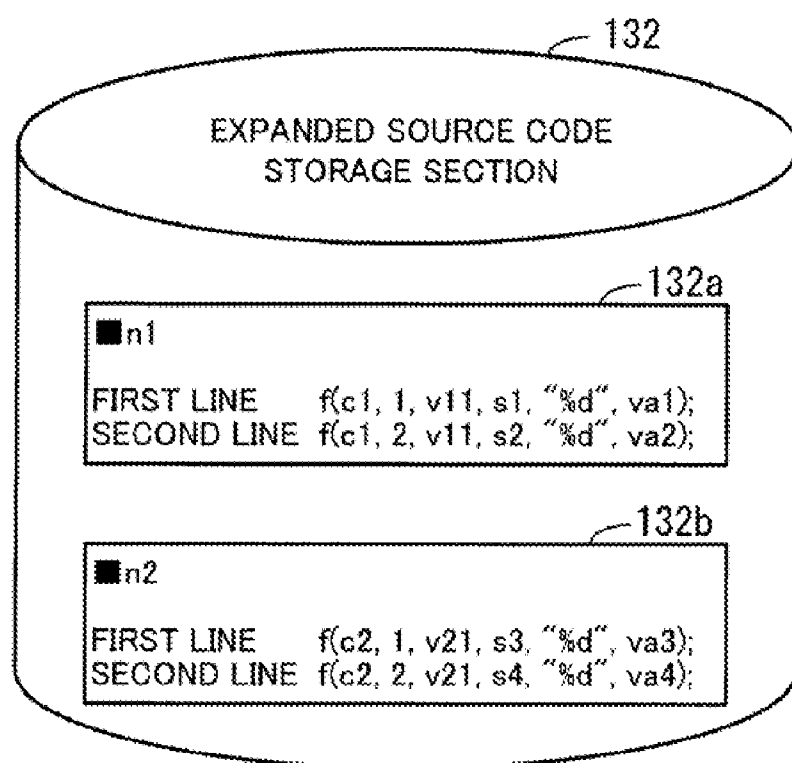 132
EXPANDED SOURCE CODE
STORAGE SECTION
132a
■n1
FIRST LINE f(c1, 1, v11, s1, "%d", va1);
SECOND LINE f(c1, 2, v11, s2, "%d", va2);
132b
■n2
FIRST LINE f(c2, 1, v21, s3, "%d", va3);
SECOND LINE f(c2, 2, v21, s4, "%d", va4);